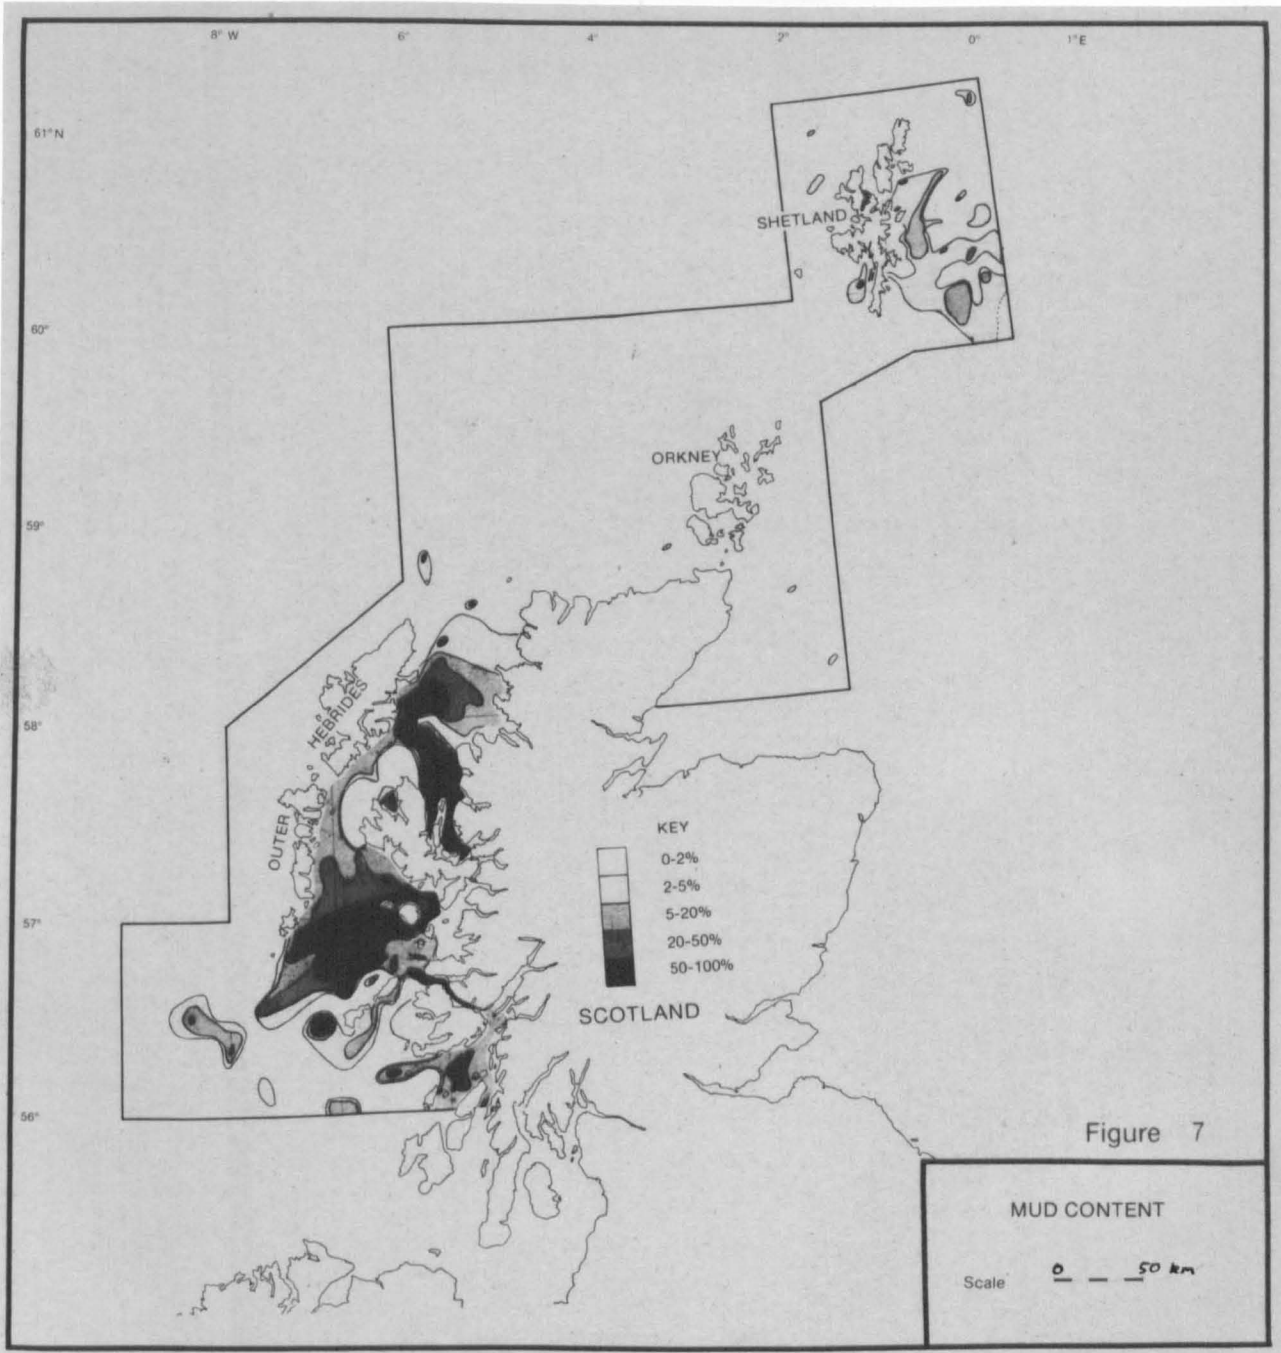 8° W 6° 4° 2° 0° 1°E
61°N
SHETLAND
60°
ORKNEY
59°
58°
OUTER HEBRIDES
KEY
0-2%
2-5%
5-20%
20-50%
50-100%
57°
SCOTLAND
56°
Figure 7
MUD CONTENT
0 50 km
Scale